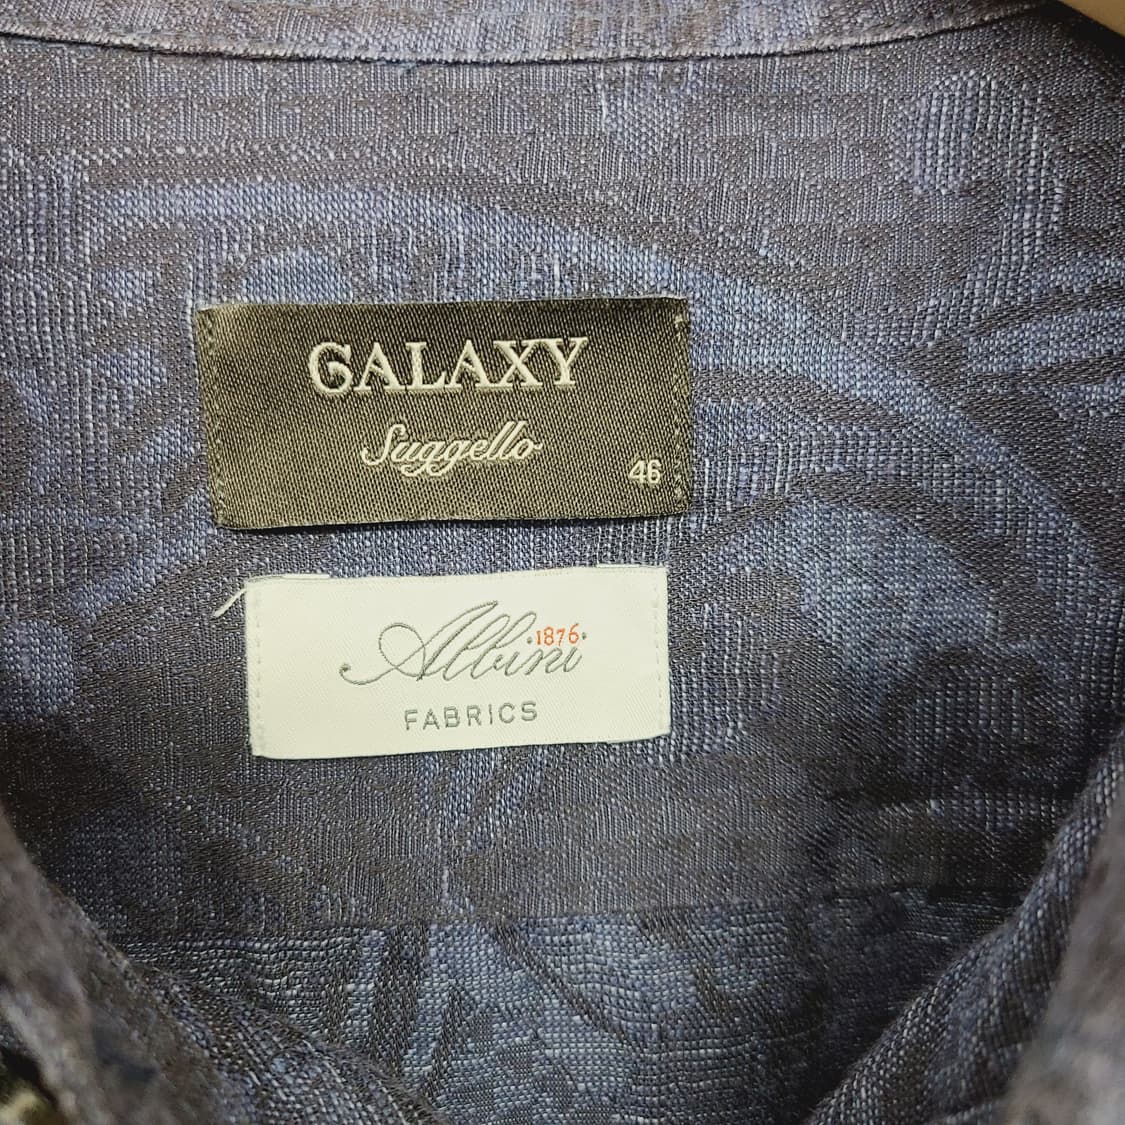 GALAXY
Suggello
46
Albini
·1876·
FABRICS